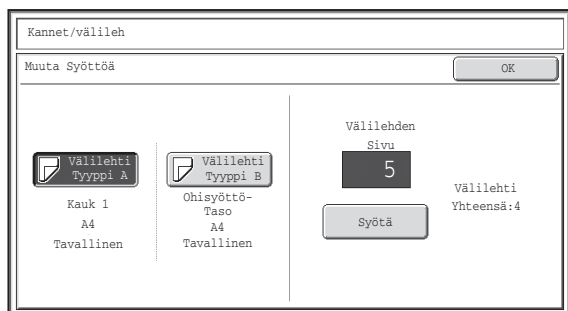 Kannet/välileh
Muuta Syöttöä
OK
Välilehti
Tyyppi A
Kauk 1
A4
Tavallinen
Välilehti
Tyyppi B
Ohisyöttö-
Taso
A4
Tavallinen
Välilehden
Sivu
5
Syötä
Välilehti
Yhteensä:4